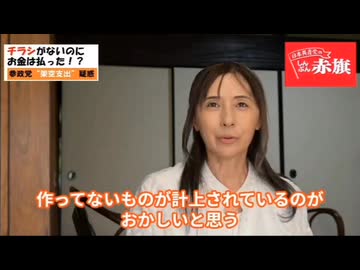 チラシがないのに
お金は払った！？
参政党 "架空支出" 疑惑
日本共産党の
しんぶん
赤旗
作ってないものが計上されているのが
おかしいと思う